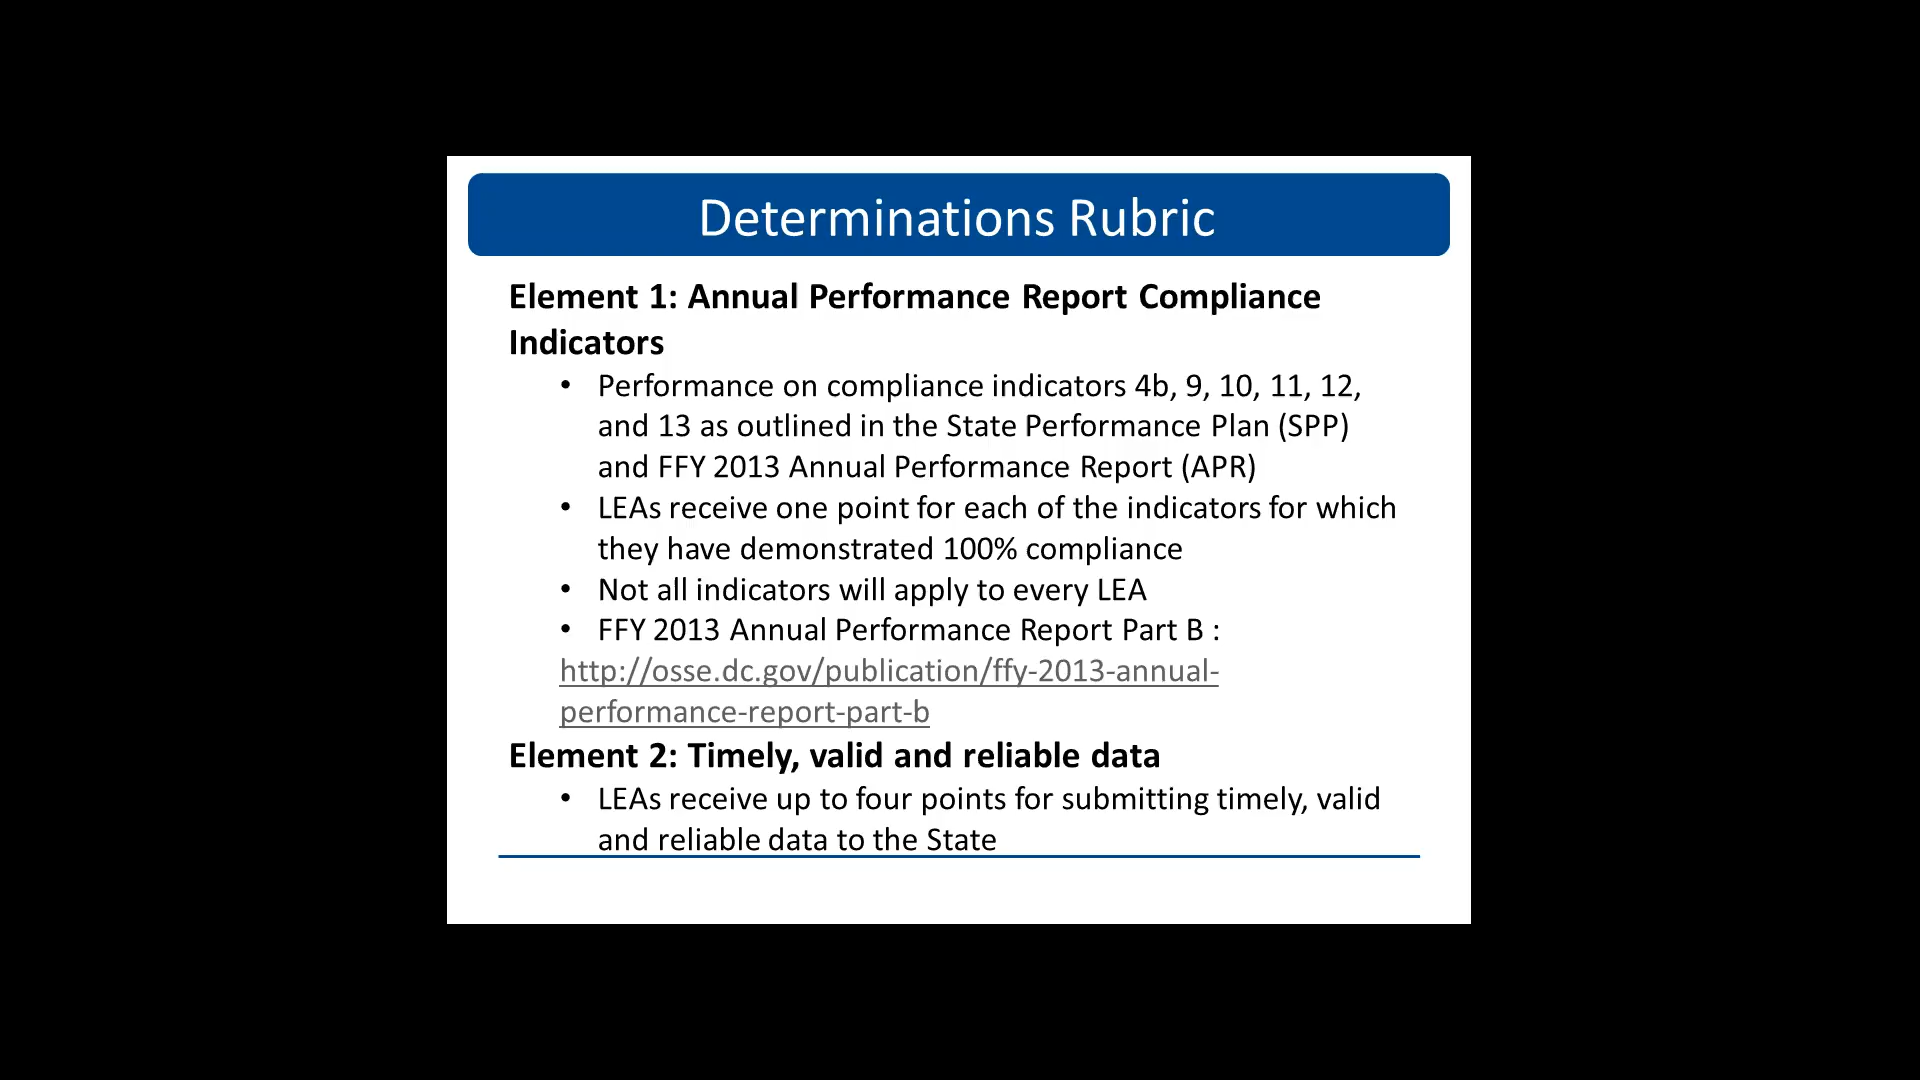 Determinations Rubric
Element 1: Annual Performance Report Compliance
Indicators
• Performance on compliance indicators 4b, 9, 10, 11, 12,
and 13 as outlined in the State Performance Plan (SPP)
and FFY 2013 Annual Performance Report (APR)
• LEAs receive one point for each of the indicators for which
they have demonstrated 100% compliance
• Not all indicators will apply to every LEA
• FFY 2013 Annual Performance Report Part B :
http://osse.dc.gov/publication/ffy-2013-annual-
performance-report-part-b
Element 2: Timely, valid and reliable data
• LEAs receive up to four points for submitting timely, valid
and reliable data to the State